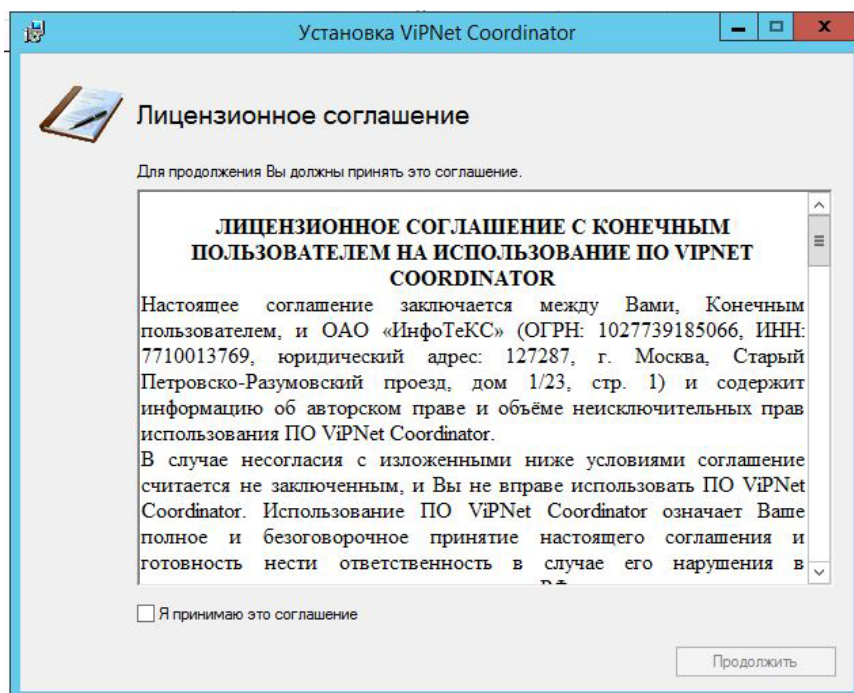 Установка ViPNet Coordinator
Лицензионное соглашение
Для продолжения Вы должны принять это соглашение.
ЛИЦЕНЗИОННОЕ СОГЛАШЕНИЕ С КОНЕЧНЫМ
ПОЛЬЗОВАТЕЛЕМ НА ИСПОЛЬЗОВАНИЕ ПО VIPNET
COORDINATOR
Настоящее соглашение заключается между Вами, Конечным
пользователем, и ОАО «ИнфоТеКС» (ОГРН: 1027739185066, ИНН:
7710013769, юридический адрес: 127287, г. Москва, Старый
Петровско-Разумовский проезд, дом 1/23, стр. 1) и содержит
информацию об авторском праве и объёме неисключительных прав
использования ПО ViPNet Coordinator.
В случае несогласия с изложенными ниже условиями соглашение
считается не заключенным, и Вы не вправе использовать ПО ViPNet
Coordinator. Использование ПО ViPNet Coordinator означает Ваше
полное и безоговорочное принятие настоящего соглашения и
готовность нести ответственность в случае его нарушения в
Я принимаю это соглашение
Продолжить